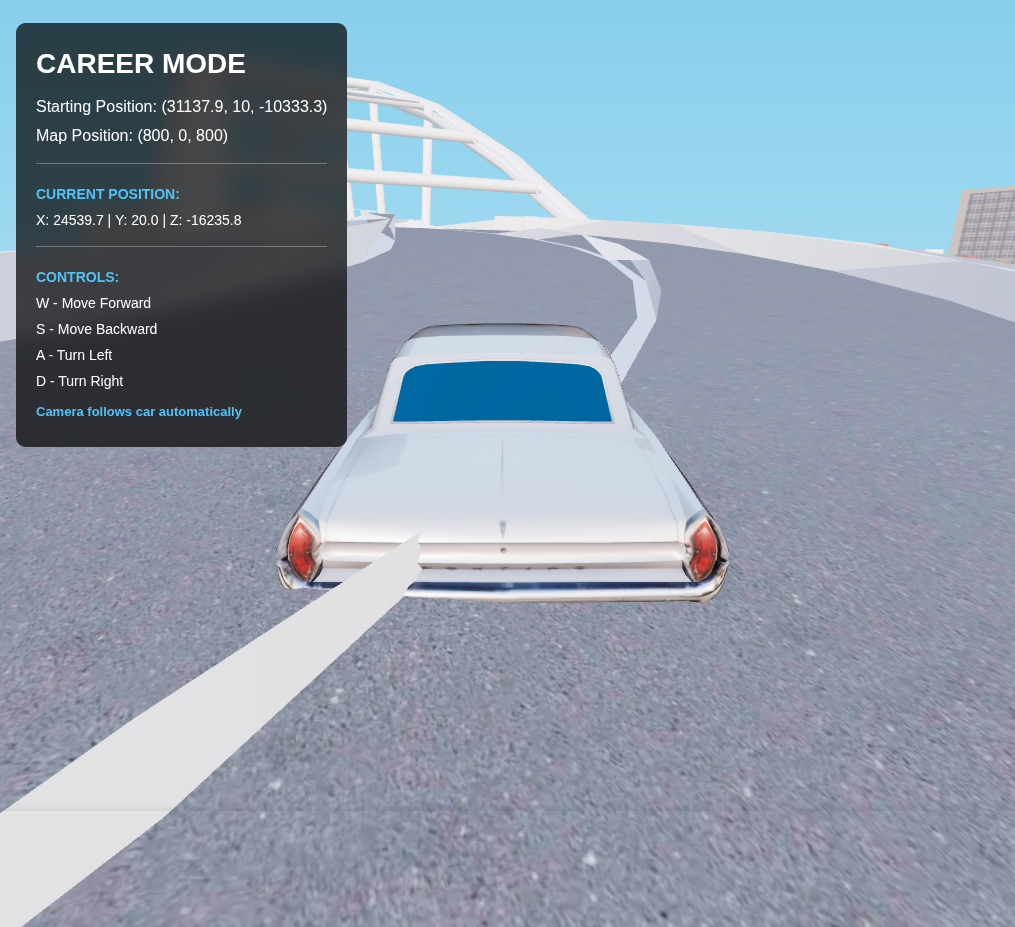 CAREER MODE
Starting Position: (31137.9, 10, -10333.3)
Map Position: (800, 0, 800)
CURRENT POSITION:
X: 24539.7 | Y: 20.0 | Z: -16235.8
CONTROLS:
W - Move Forward
S - Move Backward
A - Turn Left
D - Turn Right
Camera follows car automatically